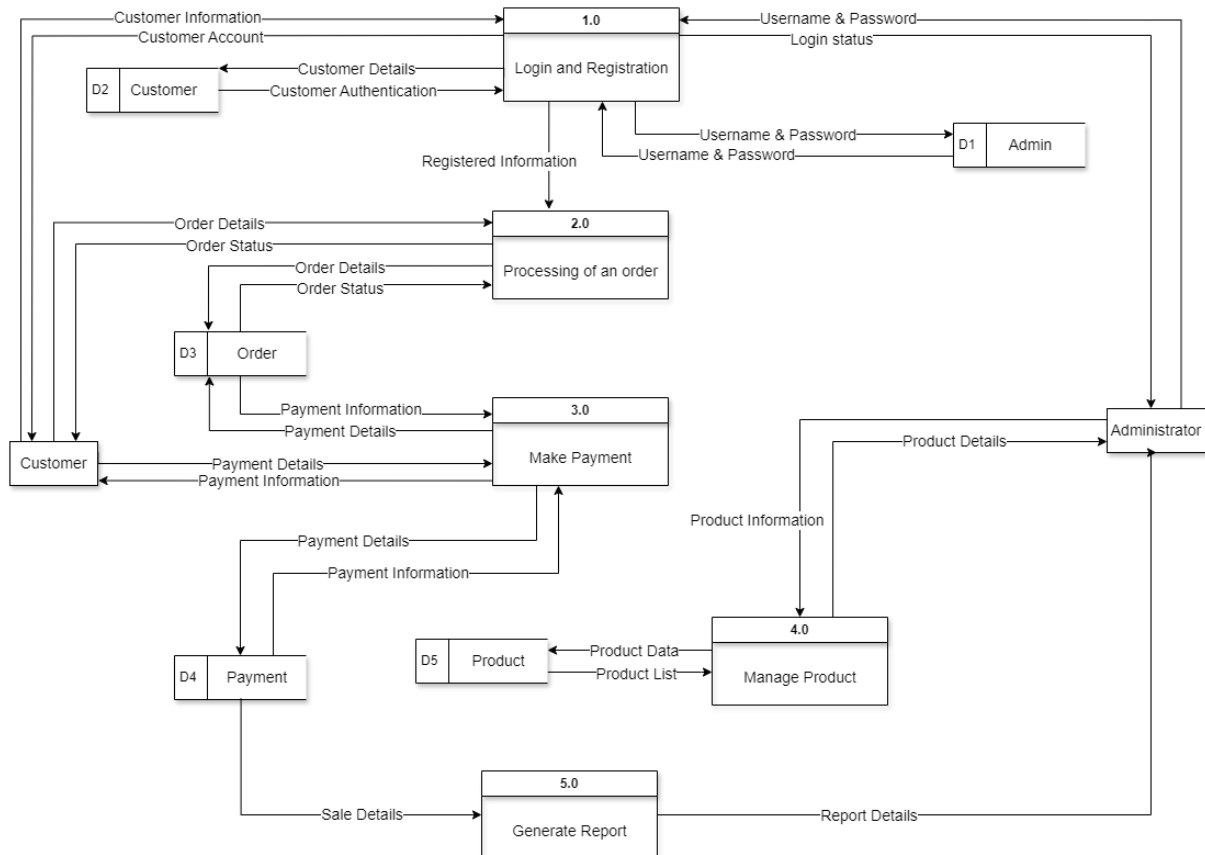 Customer Information
1.0
Username & Password
Customer Account
Login status
Customer Details
Login and Registration
D2
Customer
Customer Authentication
Username & Password
D1
Admin
Username & Password
Registered Information
Order Details
2.0
Order Status
Order Details
Processing of an order
Order Status
D3
Order
Payment Information
3.0
Payment Details
Administrator
Product Details
Customer
Payment Details
Make Payment
Payment Information
Product Information
Payment Details
Payment Information
4.0
Product Data
D5
Product
Product List
Manage Product
D4
Payment
5.0
Sale Details
Report Details
Generate Report